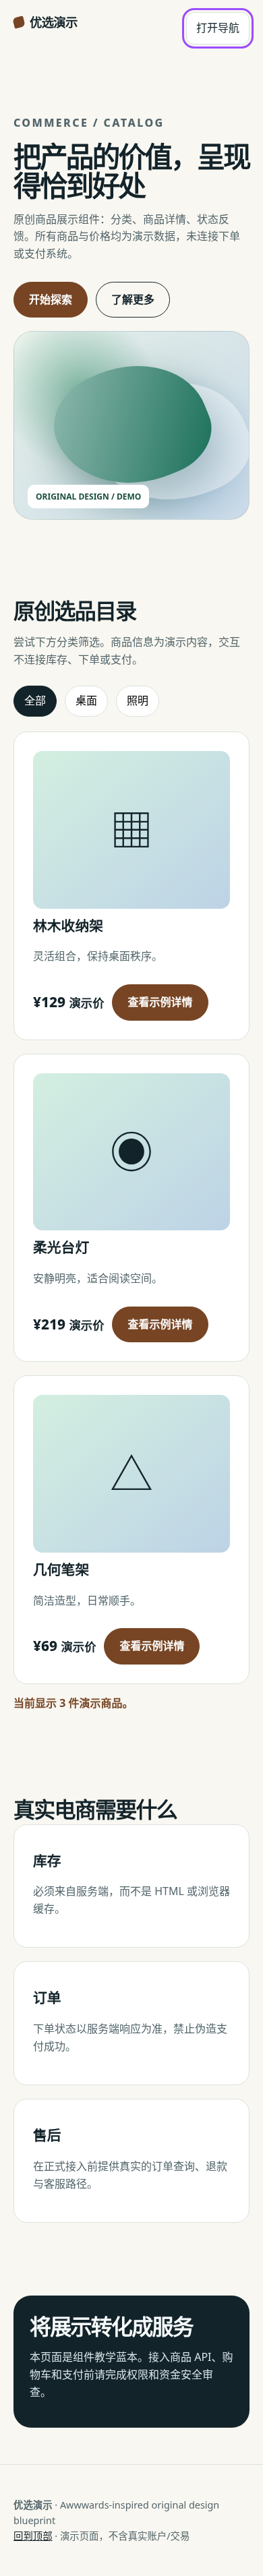 优选演示
打开导航
COMMERCE / CATALOG
把产品的价值，呈现
得恰到好处
原创商品展示组件：分类、商品详情、状态反
馈。所有商品与价格均为演示数据，未连接下单
或支付系统。
开始探索
了解更多
ORIGINAL DESIGN / DEMO
原创选品目录
尝试下方分类筛选。商品信息为演示内容，交互
不连接库存、下单或支付。
全部
桌面
照明
林木收纳架
灵活组合，保持桌面秩序。
¥129 演示价
查看示例详情
柔光台灯
安静明亮，适合阅读空间。
¥219 演示价
查看示例详情
几何笔架
简洁造型，日常顺手。
¥69 演示价
查看示例详情
当前显示 3 件演示商品。
真实电商需要什么
库存
必须来自服务端，而不是 HTML 或浏览器
缓存。
订单
下单状态以服务端响应为准，禁止伪造支
付成功。
售后
在正式接入前提供真实的订单查询、退款
与客服路径。
将展示转化成服务
本页面是组件教学蓝本。接入商品 API、购
物车和支付前请完成权限和资金安全审
查。
优选演示 · Awwwards-inspired original design
blueprint
回到顶部 · 演示页面，不含真实账户/交易